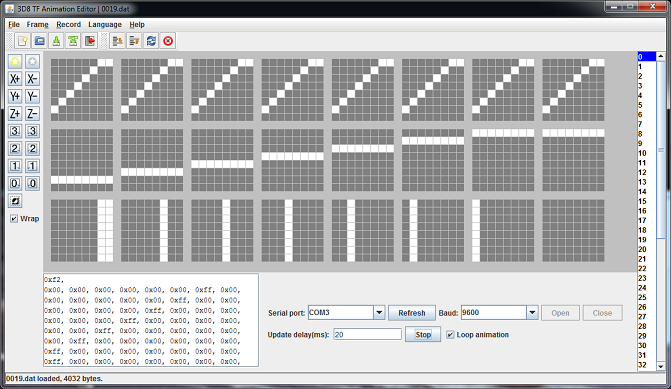 3D8 TF Animation Editor | 0019.dat
File Frame Record Language Help
X+ X-
Y+ Y-
Z+ Z-
3 3
2 2
1 1
0 0
Wrap
0
1
2
3
4
5
6
7
8
9
10
11
12
13
14
15
16
17
18
19
20
21
22
23
24
25
26
27
28
29
30
31
32
0xf2,
0x00, 0x00, 0x00, 0x00, 0x00, 0x00, 0xff, 0x00,
0x00, 0x00, 0x00, 0x00, 0x00, 0xff, 0x00, 0x00,
0x00, 0x00, 0x00, 0x00, 0xff, 0x00, 0x00, 0x00,
0x00, 0x00, 0x00, 0xff, 0x00, 0x00, 0x00, 0x00,
0x00, 0x00, 0xff, 0x00, 0x00, 0x00, 0x00, 0x00,
0x00, 0xff, 0x00, 0x00, 0x00, 0x00, 0x00, 0x00,
0xff, 0x00, 0x00, 0x00, 0x00, 0x00, 0x00, 0x00,
0xff, 0x00, 0x00, 0x00, 0x00, 0x00, 0x00, 0x00,
Serial port: COM3 Refresh Baud: 9600 Open Close
Update delay(ms): 20 Stop Loop animation
0019.dat loaded, 4032 bytes.